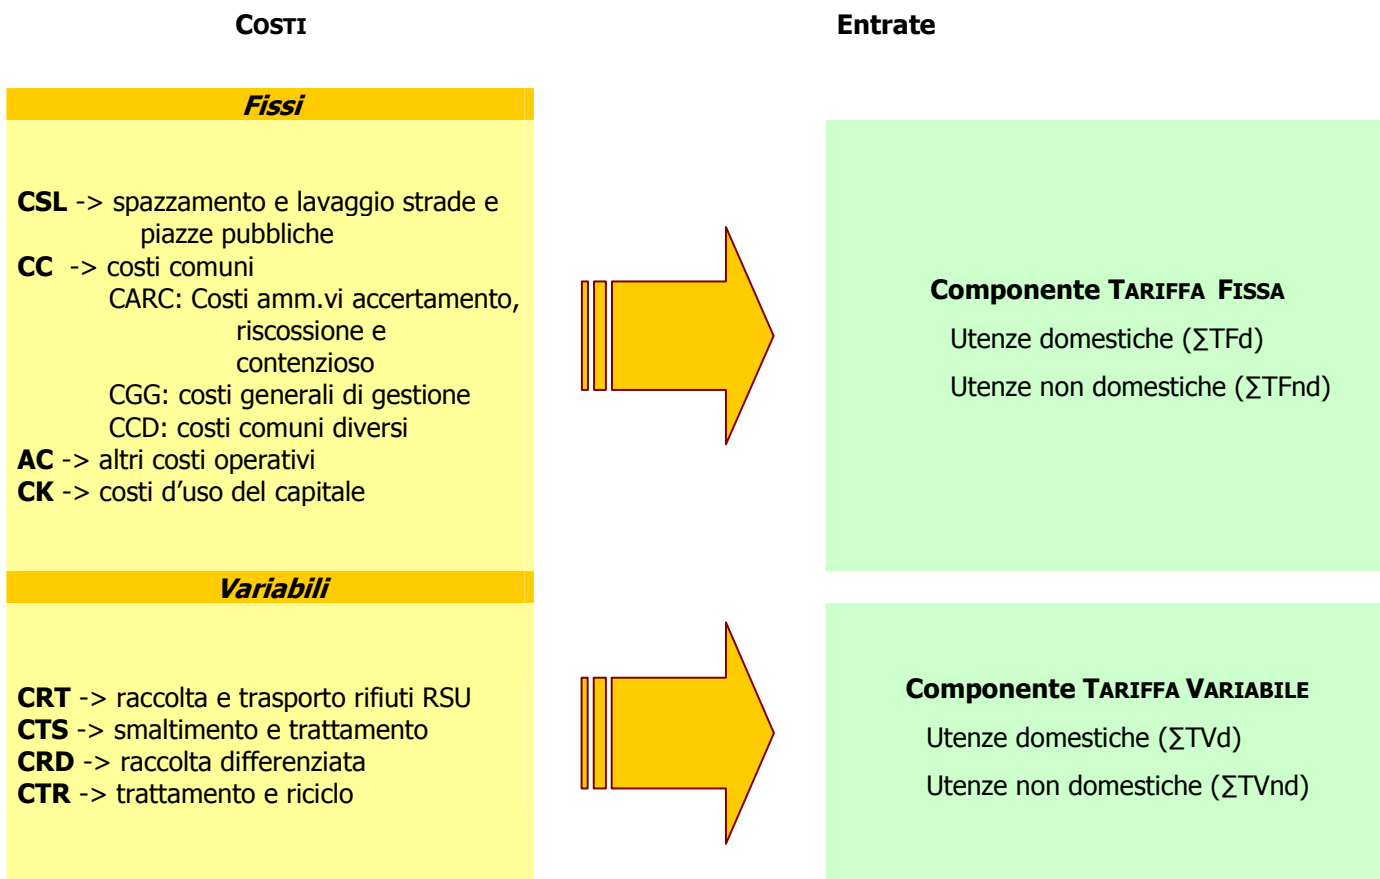 COSTI
Entrate
Fissi
CSL -> spazzamento e lavaggio strade e
piazze pubbliche
CC -> costi comuni
CARC: Costi amm.vi accertamento,
riscossione e
contenzioso
CGG: costi generali di gestione
CCD: costi comuni diversi
AC -> altri costi operativi
CK -> costi d’uso del capitale
Componente TARIFFA FISSA
Utenze domestiche (∑TFd)
Utenze non domestiche (∑TFnd)
Variabili
CRT -> raccolta e trasporto rifiuti RSU
CTS -> smaltimento e trattamento
CRD -> raccolta differenziata
CTR -> trattamento e riciclo
Componente TARIFFA VARIABILE
Utenze domestiche (∑TVd)
Utenze non domestiche (∑TVnd)